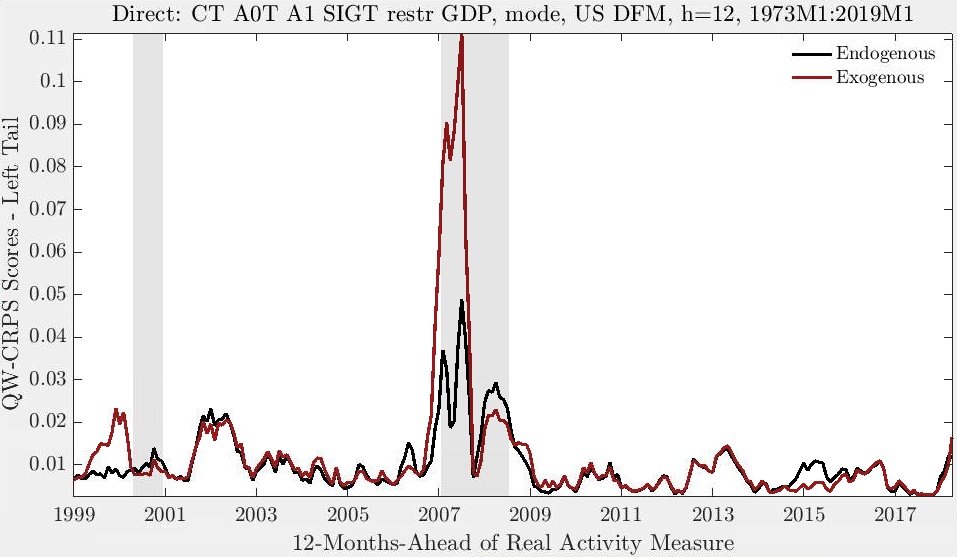 Direct: CT A0T A1 SIGT restr GDP, mode, US DFM, h=12, 1973M1:2019M1
Endogenous
Exogenous
QW-CRPS Scores - Left Tail
0.11
0.1
0.09
0.08
0.07
0.06
0.05
0.04
0.03
0.02
0.01
1999 2001 2003 2005 2007 2009 2011 2013 2015 2017
12-Months-Ahead of Real Activity Measure